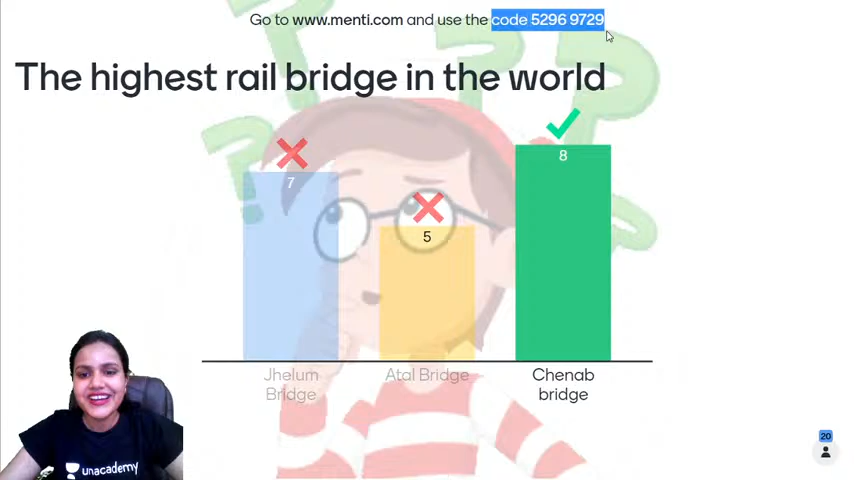 Go to www.menti.com and use the code 5296 9729
The highest rail bridge in the world
7
5
8
Jhelum
Bridge
Atal Bridge
Chenab
bridge
unacademy
20